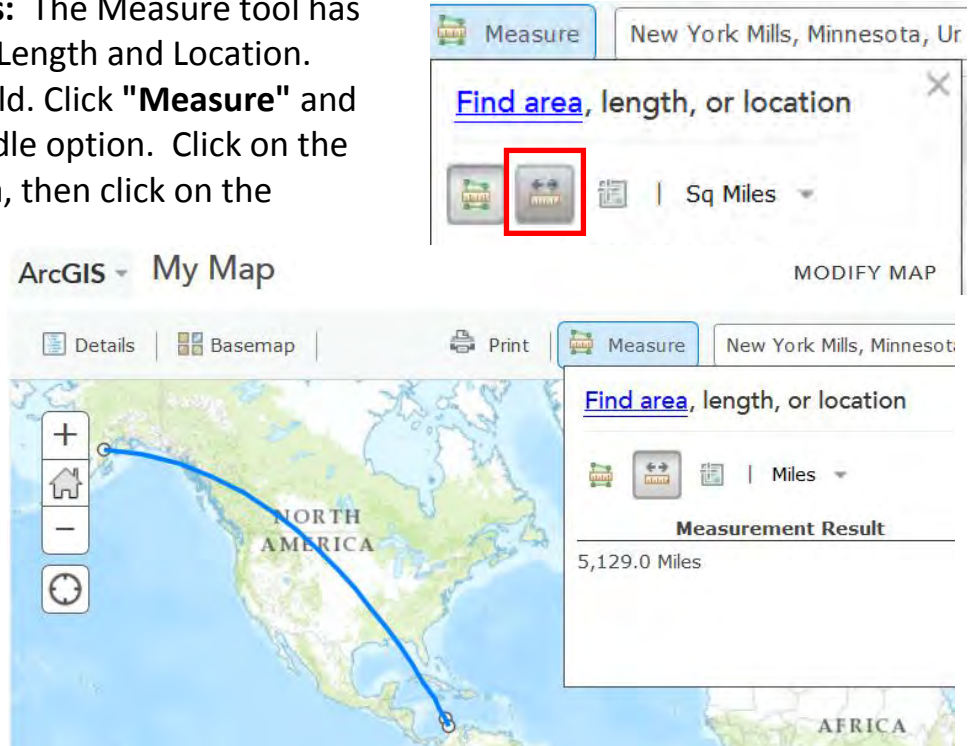 s: The Measure tool has
Length and Location.
ld. Click "Measure" and
dle option. Click on the
, then click on the
Measure
New York Mills, Minnesota, Ur
Find area, length, or location
Sq Miles
ArcGIS My Map
MODIFY MAP
Details
Basemap
Print
Measure
New York Mills, Minnesot
Find area, length, or location
Miles
Measurement Result
5,129.0 Miles
NORTH
AMERICA
AFRICA